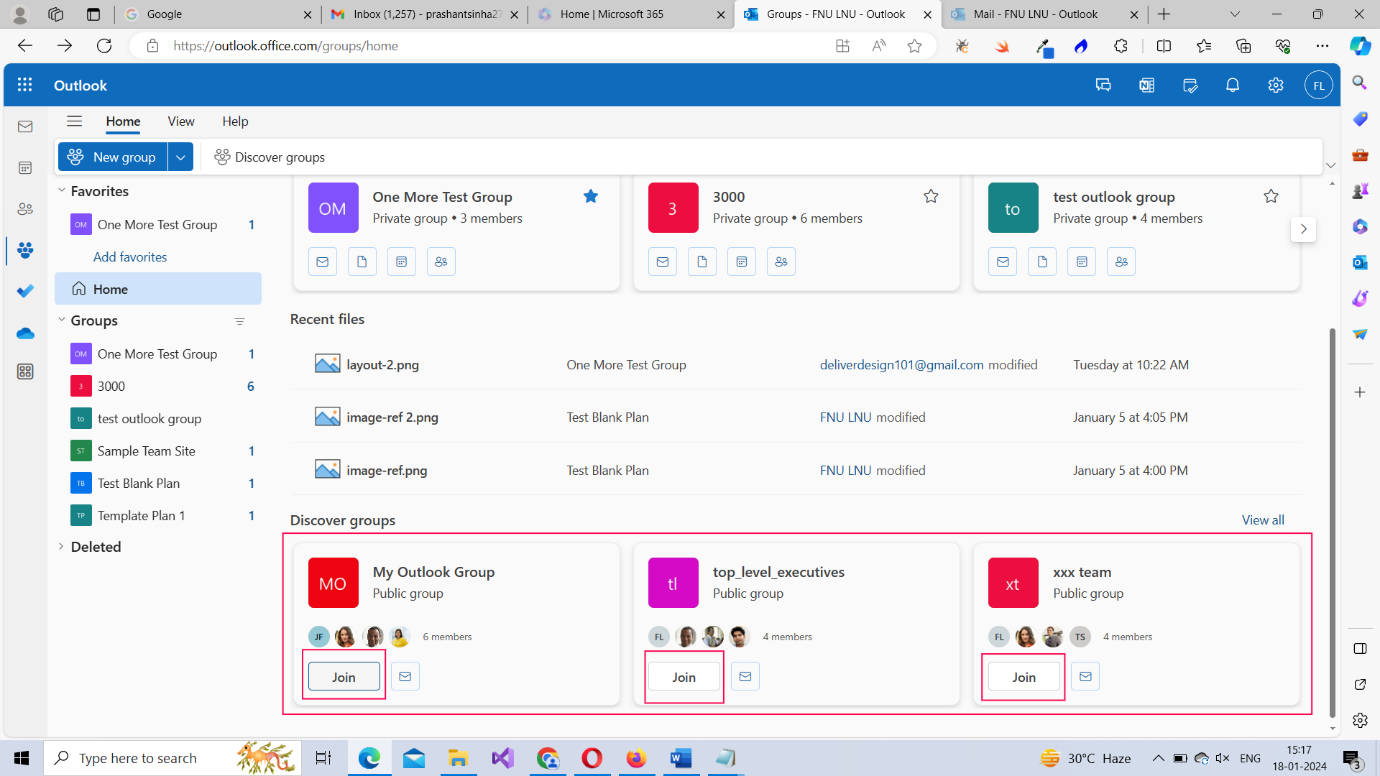 Google
Inbox (1,257) - prashantsinha27
Home | Microsoft 365
Groups - FNU LNU - Outlook
Mail - FNU LNU - Outlook
https://outlook.office.com/groups/home
Outlook
FL
Home View Help
New group
Discover groups
Favorites
OM One More Test Group 1
Add favorites
Home
Groups
OM One More Test Group 1
3 3000 6
to test outlook group
ST Sample Team Site 1
TB Test Blank Plan 1
TP Template Plan 1 1
Deleted
OM One More Test Group
Private group • 3 members
3 3000
Private group • 6 members
to test outlook group
Private group • 4 members
Recent files
layout-2.png One More Test Group deliverdesign101@gmail.com modified Tuesday at 10:22 AM
image-ref 2.png Test Blank Plan FNU LNU modified January 5 at 4:05 PM
image-ref.png Test Blank Plan FNU LNU modified January 5 at 4:00 PM
Discover groups
View all
MO My Outlook Group
Public group
JF 6 members
Join
tl top_level_executives
Public group
FL 4 members
Join
xt xxx team
Public group
FL TS 4 members
Join
Type here to search
30°C Haze
ENG
15:17
18-01-2024
3